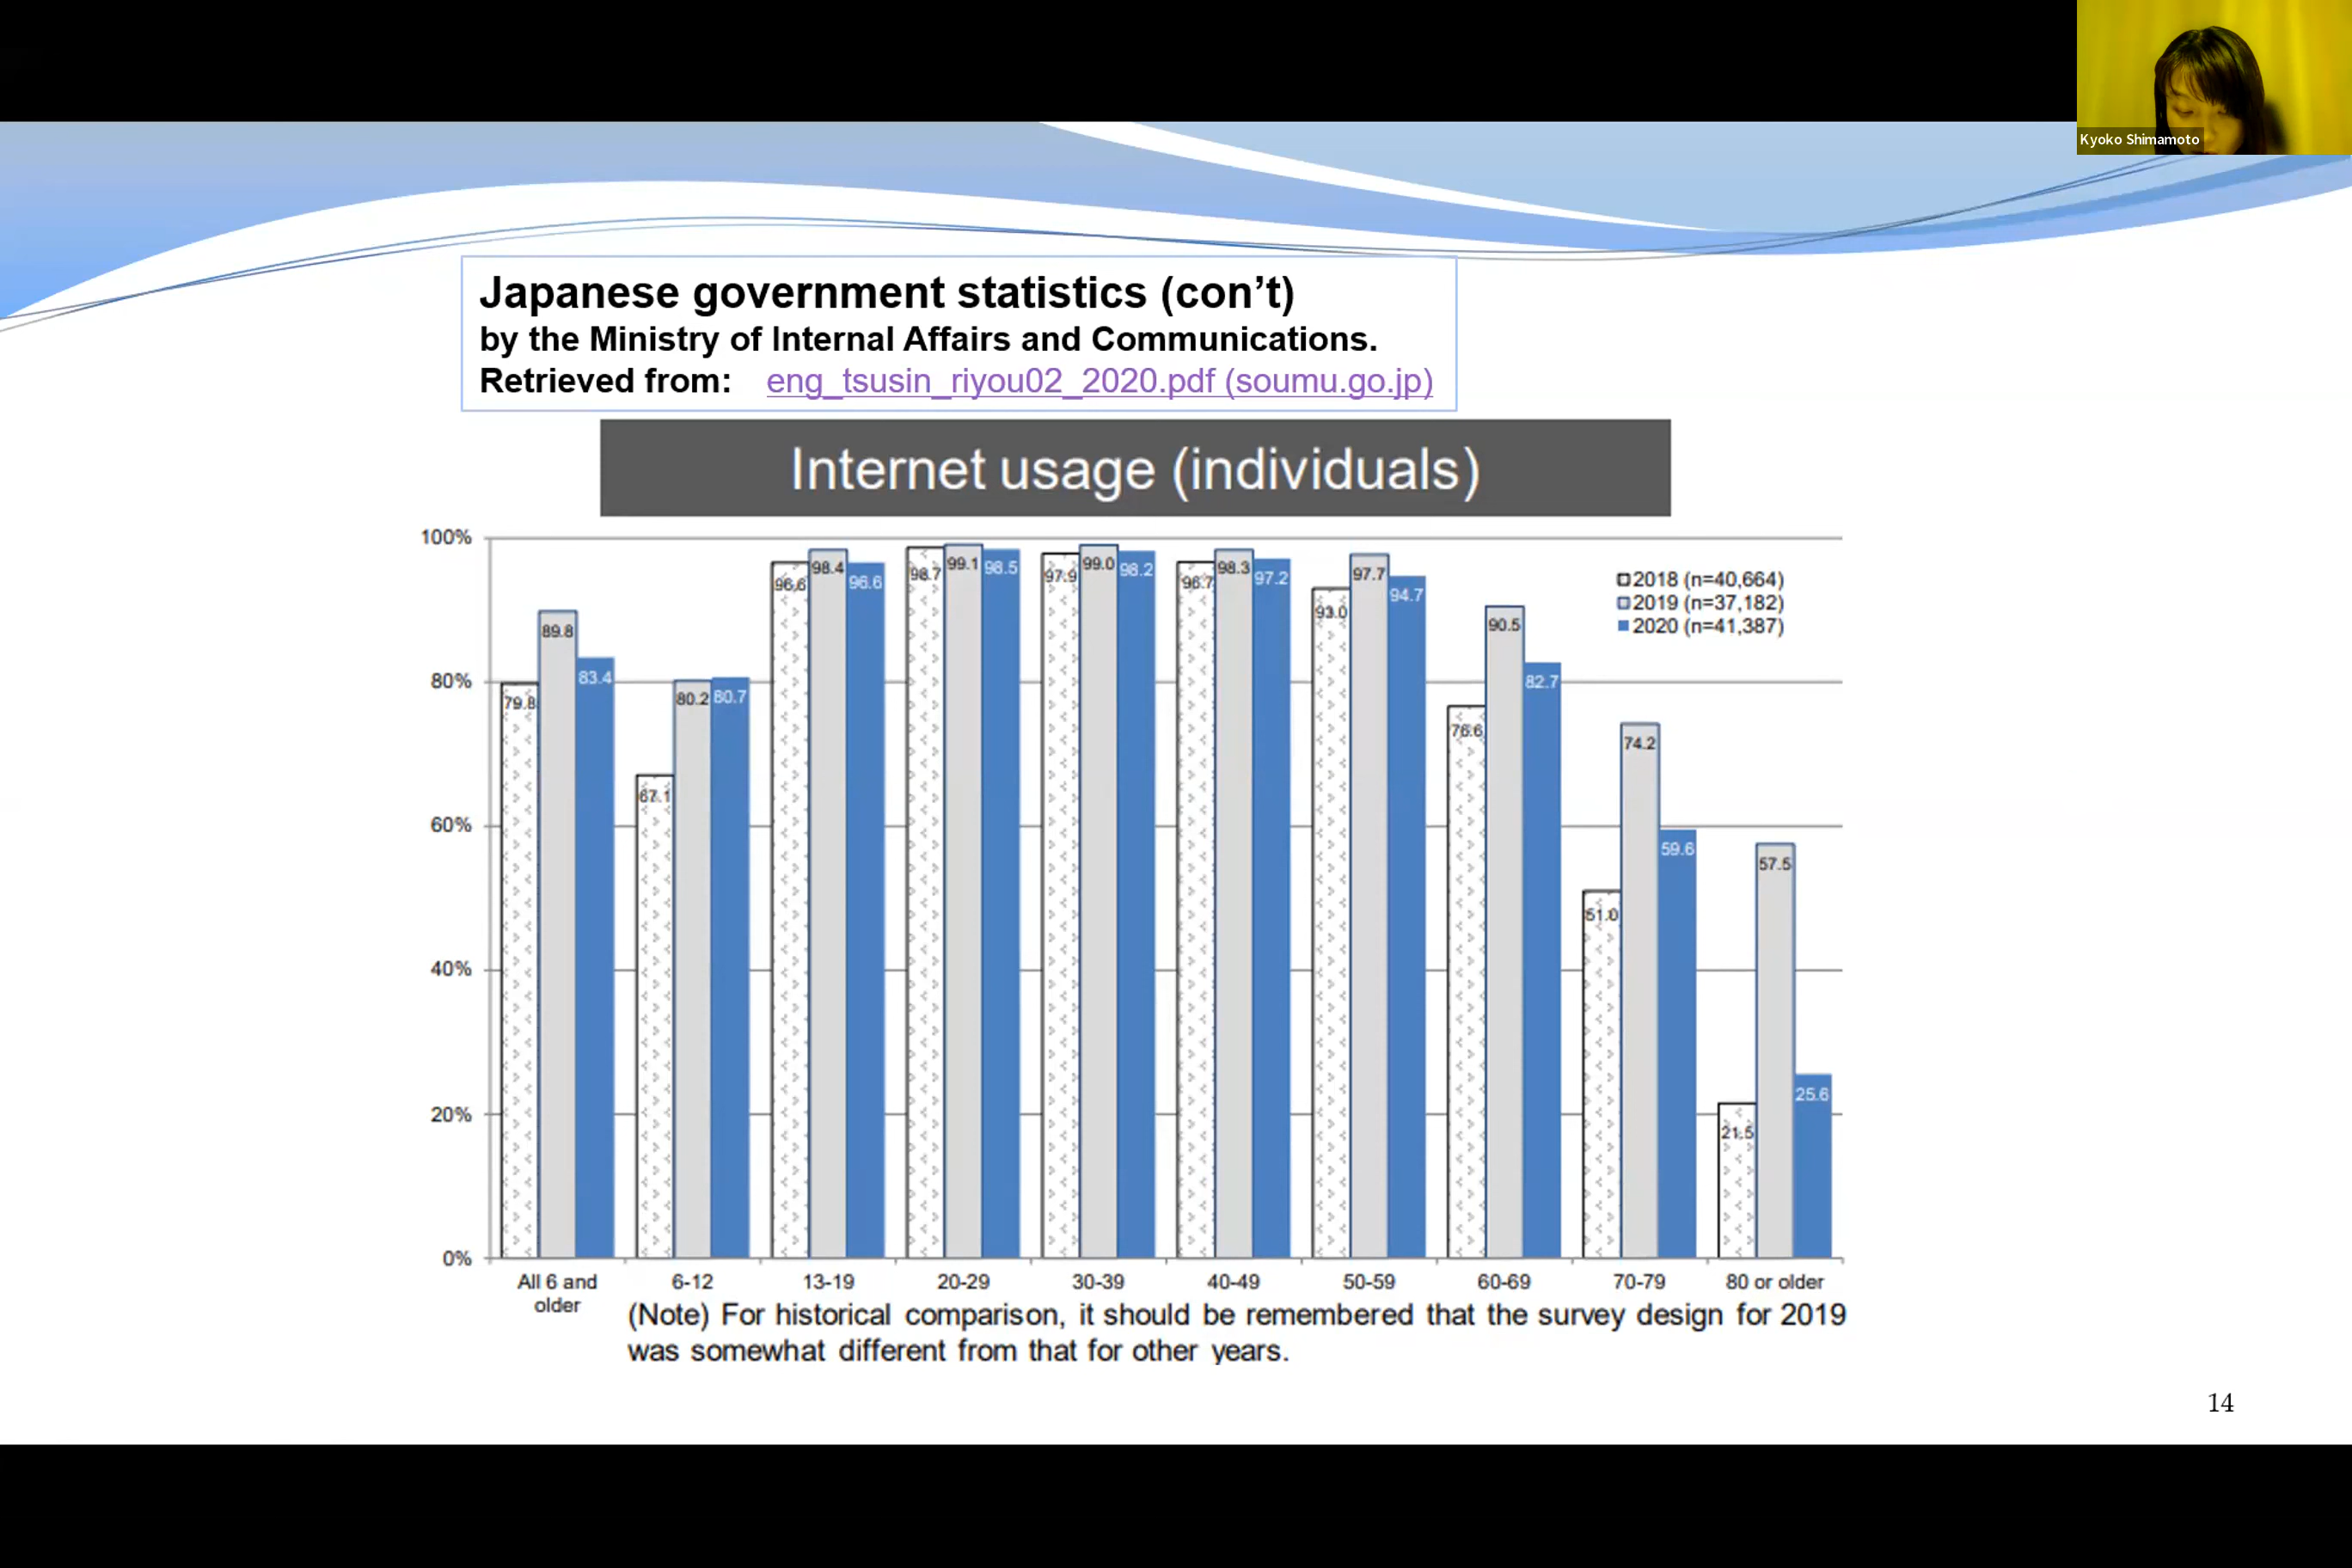 Kyoko Shimamoto
Japanese government statistics (con’t)
by the Ministry of Internal Affairs and Communications.
Retrieved from: eng_tsusin_riyou02_2020.pdf (soumu.go.jp)
Internet usage (individuals)
100%
80%
60%
40%
20%
0%
2018 (n=40,664)
2019 (n=37,182)
2020 (n=41,387)
79.8 89.8 83.4
67.1 80.2 80.7
96.6 98.4 96.6
98.7 99.1 98.5
97.9 99.0 98.2
96.7 98.3 97.2
93.0 97.7 94.7
76.6 90.5 82.7
51.0 74.2 59.6
21.5 57.5 25.6
All 6 and
older
6-12
13-19
20-29
30-39
40-49
50-59
60-69
70-79
80 or older
(Note) For historical comparison, it should be remembered that the survey design for 2019
was somewhat different from that for other years.
14